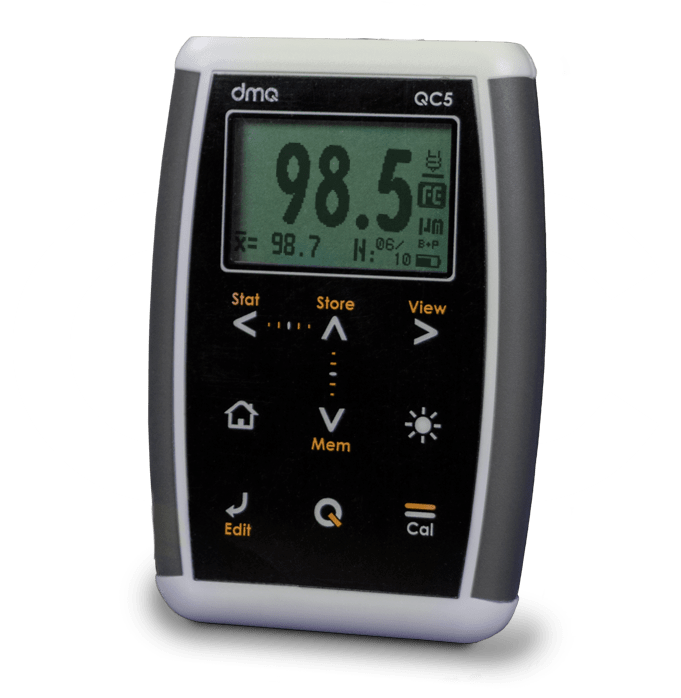 dmq QC5
98.5
FE
µm
x̄= 98.7 N: 06/ B+P
10
Stat Store View
Mem
Edit Cal